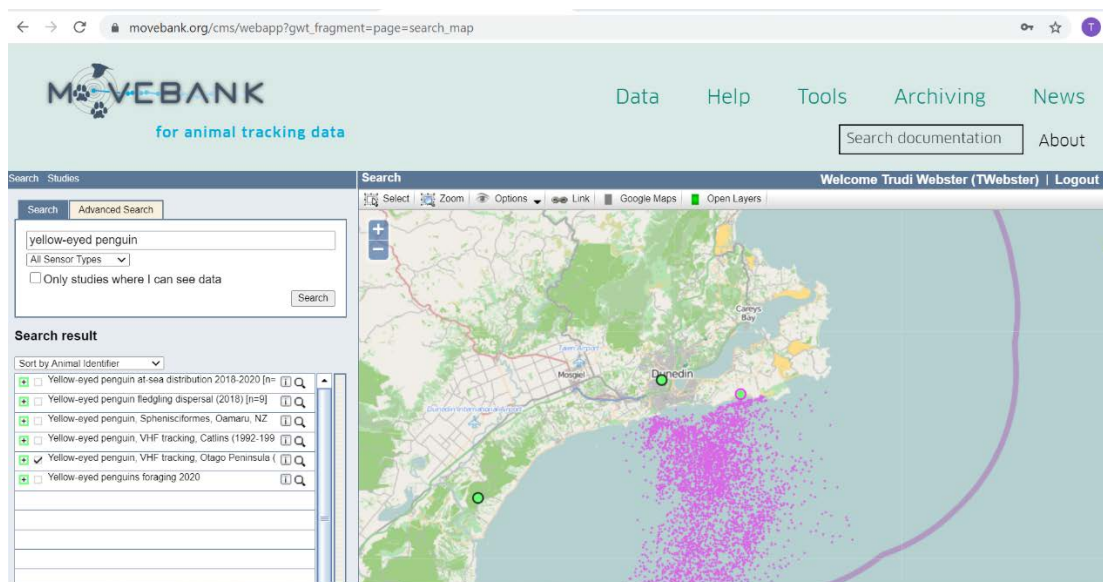 movebank.org/cms/webapp?gwt_fragment=page=search_map
T
MOVEBANK
for animal tracking data
Data Help Tools Archiving News
Search documentation About
Search Studies
Search Welcome Trudi Webster (TWebster) | Logout
Select Zoom Options Link Google Maps Open Layers
Search Advanced Search
yellow-eyed penguin
All Sensor Types
Only studies where I can see data
Search
Search result
Sort by Animal Identifier
Yellow-eyed penguin at-sea distribution 2018-2020 [n=
Yellow-eyed penguin fledgling dispersal (2018) [n=9]
Yellow-eyed penguin, Sphenisciformes, Oamaru, NZ
Yellow-eyed penguin, VHF tracking, Catlins (1992-199
Yellow-eyed penguin, VHF tracking, Otago Peninsula (
Yellow-eyed penguins foraging 2020
+
−
Careys
Bay
Taieri Airport
Mosgiel
Dunedin
Dunedin International Airport